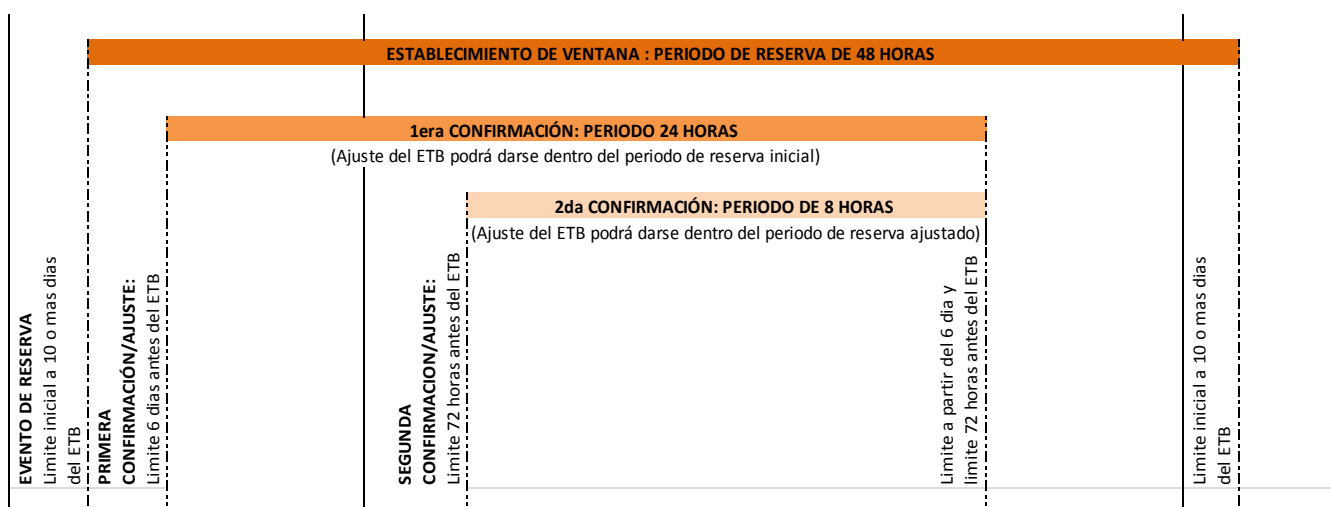 ESTABLECIMIENTO DE VENTANA : PERIODO DE RESERVA DE 48 HORAS
1era CONFIRMACIÓN: PERIODO 24 HORAS
(Ajuste del ETB podrá darse dentro del periodo de reserva inicial)
2da CONFIRMACIÓN: PERIODO DE 8 HORAS
(Ajuste del ETB podrá darse dentro del periodo de reserva ajustado)
EVENTO DE RESERVA
Limite inicial a 10 o mas dias
del ETB
PRIMERA
CONFIRMACIÓN/AJUSTE:
Limite 6 dias antes del ETB
SEGUNDA
CONFIRMACION/AJUSTE:
Limite 72 horas antes del ETB
Limite a partir del 6 dia y
limite 72 horas antes del ETB
Limite inicial a 10 o mas dias
del ETB